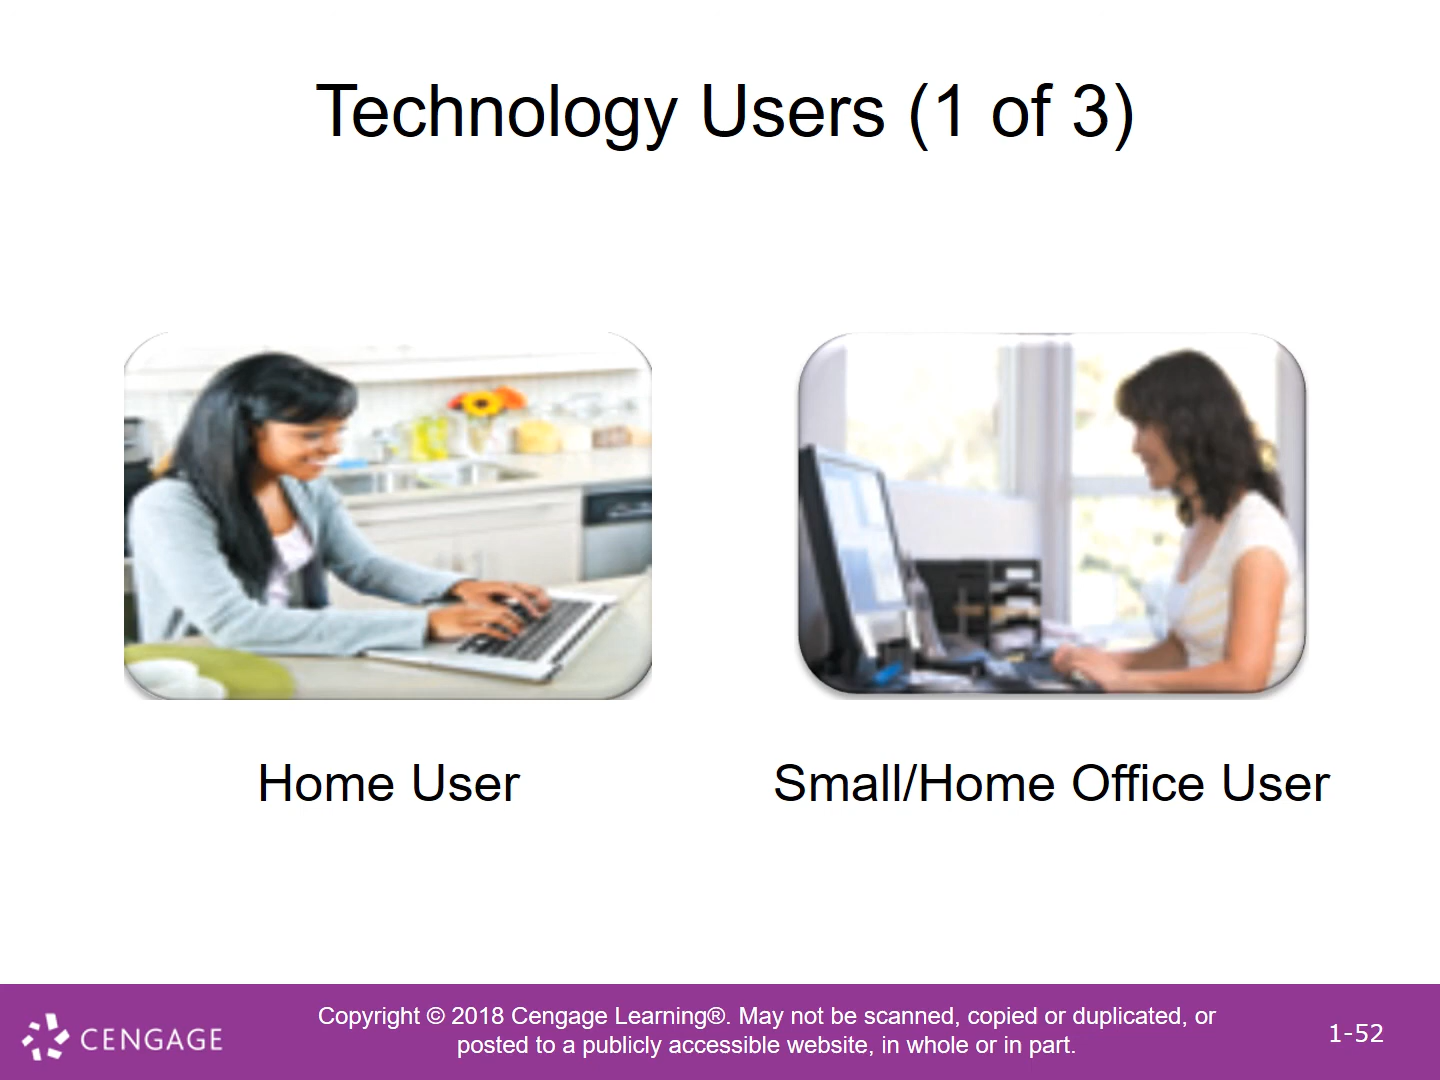 Technology Users (1 of 3)
Home User
Small/Home Office User
CENGAGE
Copyright © 2018 Cengage Learning®. May not be scanned, copied or duplicated, or
posted to a publicly accessible website, in whole or in part.
1-52